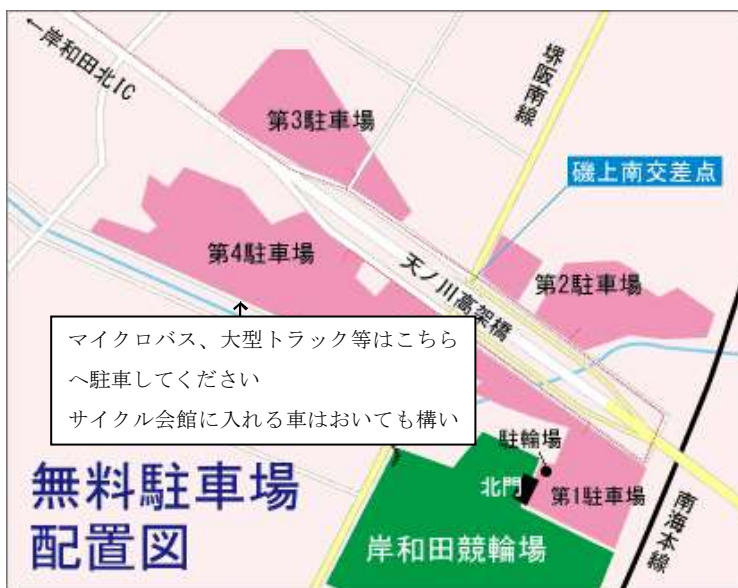 ←岸和田北IC
堺阪南線
第3駐車場
磯上南交差点
第4駐車場
天ノ川高架橋
第2駐車場
↑
マイクロバス、大型トラック等はこちら
へ駐車してください
サイクル会館に入れる車はおいても構い
駐輪場
北門
第1駐車場
無料駐車場
配置図
岸和田競輪場
南海本線